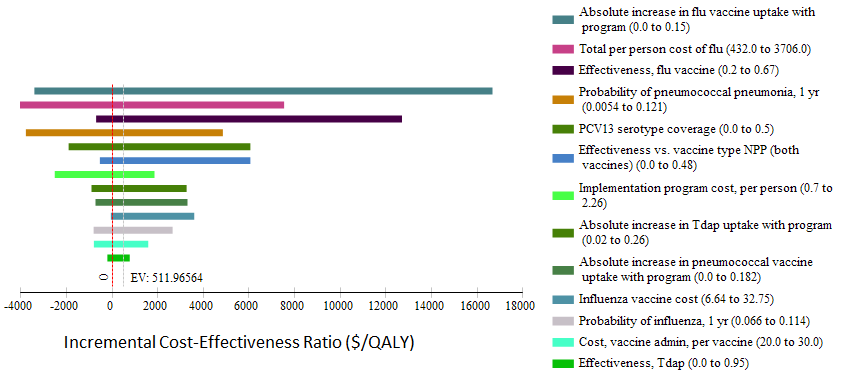 Absolute increase in flu vaccine uptake with
program (0.0 to 0.15)
Total per person cost of flu (432.0 to 3706.0)
Effectiveness, flu vaccine (0.2 to 0.67)
Probability of pneumococcal pneumonia, 1 yr
(0.0054 to 0.121)
PCV13 serotype coverage (0.0 to 0.5)
Effectiveness vs. vaccine type NPP (both
vaccines) (0.0 to 0.48)
Implementation program cost, per person (0.7 to
2.26)
Absolute increase in Tdap uptake with program
(0.02 to 0.26)
Absolute increase in pneumococcal vaccine
uptake with program (0.0 to 0.182)
Influenza vaccine cost (6.64 to 32.75)
Probability of influenza, 1 yr (0.066 to 0.114)
Cost, vaccine admin, per vaccine (20.0 to 30.0)
Effectiveness, Tdap (0.0 to 0.95)
0 EV: 511.96564
-4000 -2000 0 2000 4000 6000 8000 10000 12000 14000 16000 18000
Incremental Cost-Effectiveness Ratio ($/QALY)